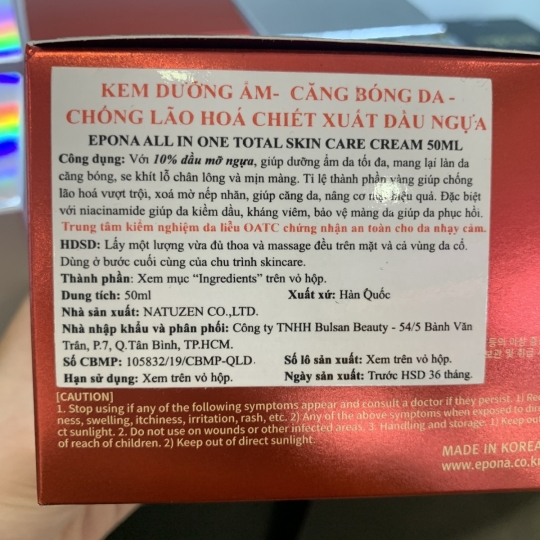 KEM DƯỠNG ẨM- CĂNG BÓNG DA -
CHỐNG LÃO HOÁ CHIẾT XUẤT DẦU NGỰA
EPONA ALL IN ONE TOTAL SKIN CARE CREAM 50ML
Công dụng: Với 10% dầu mỡ ngựa, giúp dưỡng ẩm da tối đa, mang lại làn da
căng bóng, se khít lỗ chân lông và mịn màng. Tỉ lệ thành phần vàng giúp chống
lão hoá vượt trội, xoá mờ nếp nhăn, giúp căng da, nâng cơ mặt hiệu quả. Đặc biệt
với niacinamide giúp da kiềm dầu, kháng viêm, bảo vệ màng da giúp da phục hồi.
Trung tâm kiểm nghiệm da liễu OATC chứng nhận an toàn cho da nhạy cảm.
HDSD: Lấy một lượng vừa đủ thoa và massage đều trên mặt và cả vùng da cổ.
Dùng ở bước cuối cùng của chu trình skincare.
Thành phần: Xem mục “Ingredients” trên vỏ hộp.
Dung tích: 50ml Xuất xứ: Hàn Quốc
Nhà sản xuất: NATUZEN CO.,LTD.
Nhà nhập khẩu và phân phối: Công ty TNHH Bulsan Beauty - 54/5 Bành Văn
Trân, P.7, Q.Tân Bình, TP.HCM.
Số CBMP: 105832/19/CBMP-QLD. Số lô sản xuất: Xem trên vỏ hộp.
Hạn sử dụng: Xem trên vỏ hộp. Ngày sản xuất: Trước HSD 36 tháng.
[CAUTION]
1. Stop using if any of the following symptoms appear and consult a doctor if they persist. 1) Red
ness, swelling, itchiness, irritation, rash, etc. 2) Any of the above symptoms when exposed to dire
ct sunlight. 2. Do not use on wounds or other infected areas. 3. Handling and storage: 1) Keep out
of reach of children. 2) Keep out of direct sunlight.
MADE IN KOREA
www.epona.co.k